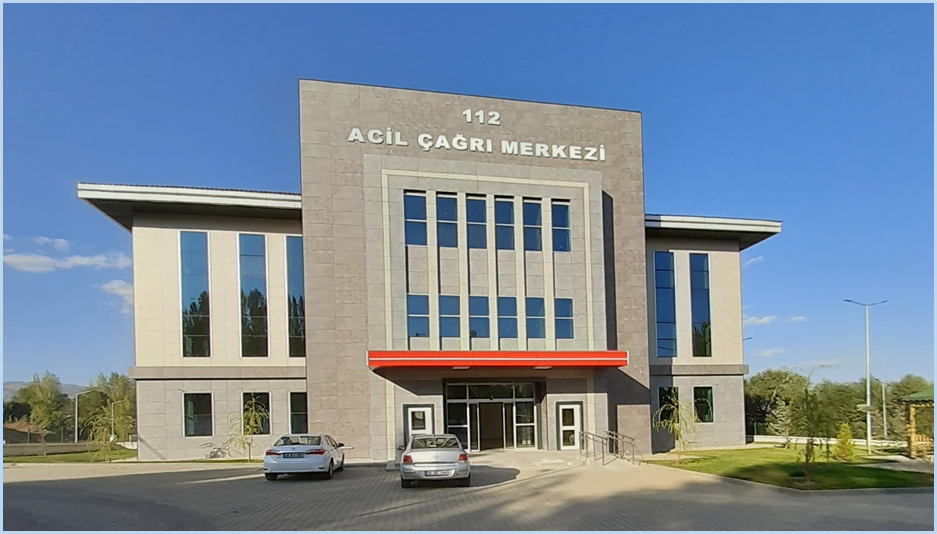 112
ACİL ÇAĞRI MERKEZİ